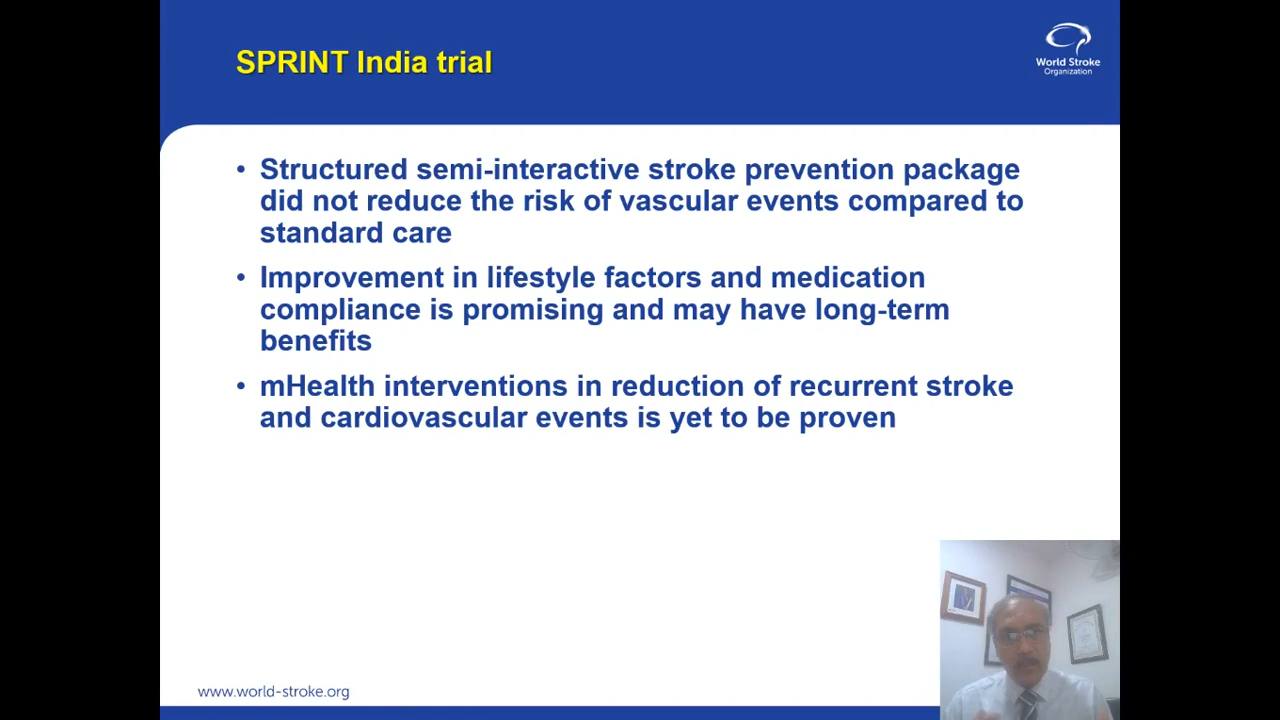 SPRINT India trial
World Stroke
Organization
• Structured semi-interactive stroke prevention package
did not reduce the risk of vascular events compared to
standard care
• Improvement in lifestyle factors and medication
compliance is promising and may have long-term
benefits
• mHealth interventions in reduction of recurrent stroke
and cardiovascular events is yet to be proven
www.world-stroke.org